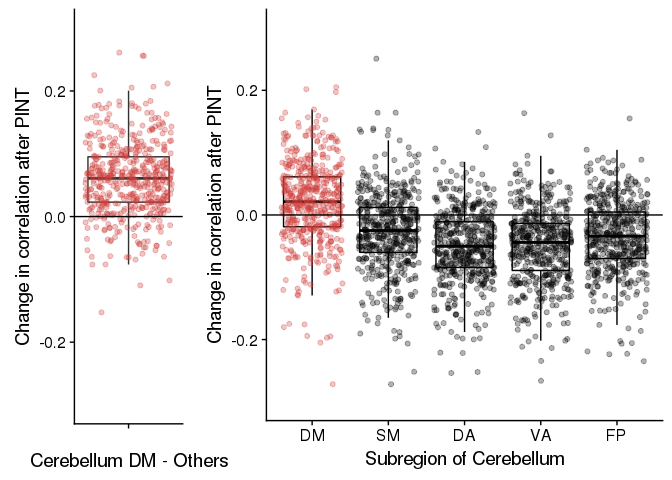 Change in correlation after PINT
0.2
0.0
-0.2
Cerebellum DM - Others
Change in correlation after PINT
0.2
0.0
-0.2
DM SM DA VA FP
Subregion of Cerebellum